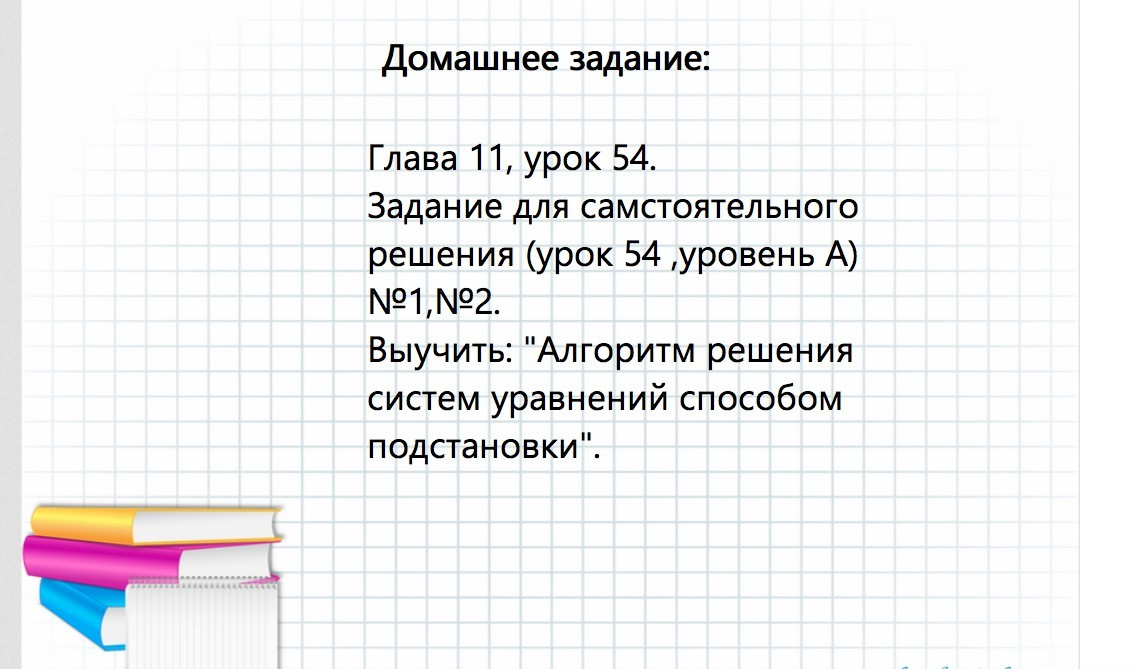 Домашнее задание:
Глава 11, урок 54.
Задание для самстоятельного
решения (урок 54 ,уровень А)
№1,№2.
Выучить: "Алгоритм решения
систем уравнений способом
подстановки".